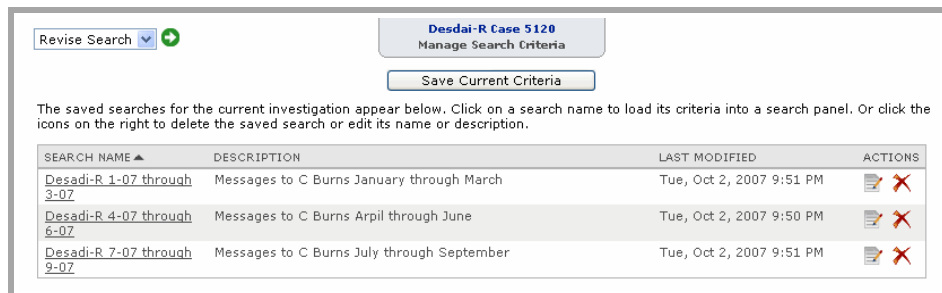 Revise Search
Desdai-R Case 5120
Manage Search Criteria
Save Current Criteria
The saved searches for the current investigation appear below. Click on a search name to load its criteria into a search panel. Or click the
icons on the right to delete the saved search or edit its name or description.
SEARCH NAME DESCRIPTION LAST MODIFIED ACTIONS
Desadi-R 1-07 through Messages to C Burns January through March Tue, Oct 2, 2007 9:51 PM
3-07
Desadi-R 4-07 through Messages to C Burns Arpil through June Tue, Oct 2, 2007 9:50 PM
6-07
Desadi-R 7-07 through Messages to C Burns July through September Tue, Oct 2, 2007 9:51 PM
9-07